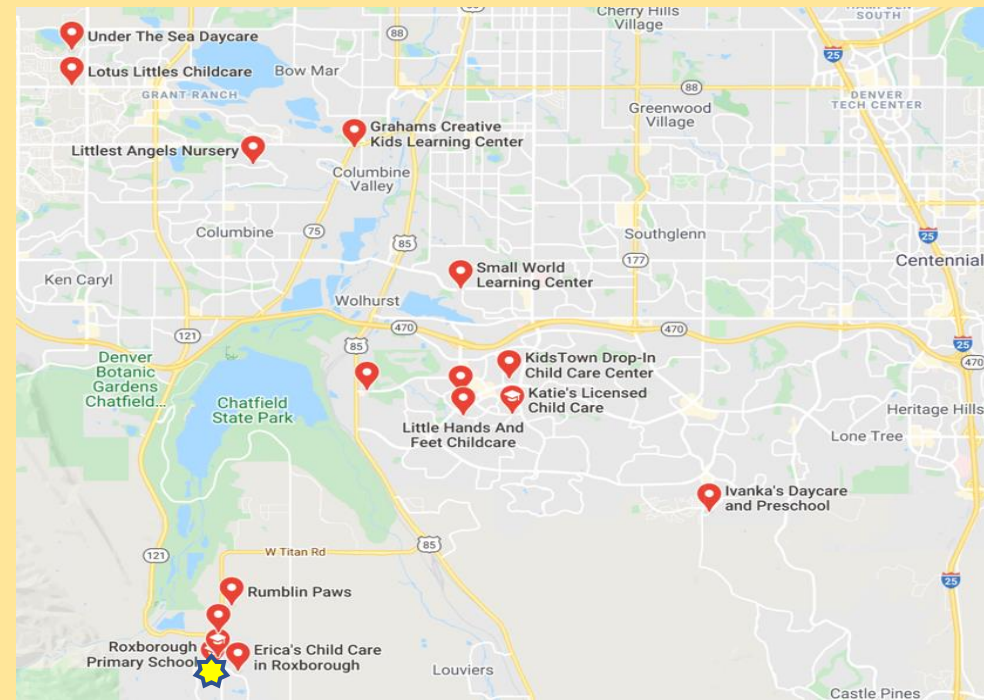 Cherry Hills
Village
SOUTH
88
25
Under The Sea Daycare
Lotus Littles Childcare
Bow Mar
GRANT-RANCH
88
DENVER
TECH CENTER
Greenwood
Village
Grahams Creative
Kids Learning Center
Littlest Angels Nursery
Columbine
Valley
Columbine
75
85
Southglenn
25
177
Centennial
Ken Caryl
Small World
Learning Center
Wolhurst
121
470
470
85
25
470
Denver
Botanic
Gardens
Chatfield...
KidsTown Drop-In
Child Care Center
Katie's Licensed
Child Care
Chatfield
State Park
Little Hands And
Feet Childcare
Heritage Hills
Lone Tree
Ivanka's Daycare
and Preschool
85
W Titan Rd
121
25
Rumblin Paws
Roxborough
Primary School
Erica's Child Care
in Roxborough
Louviers
Castle Pines